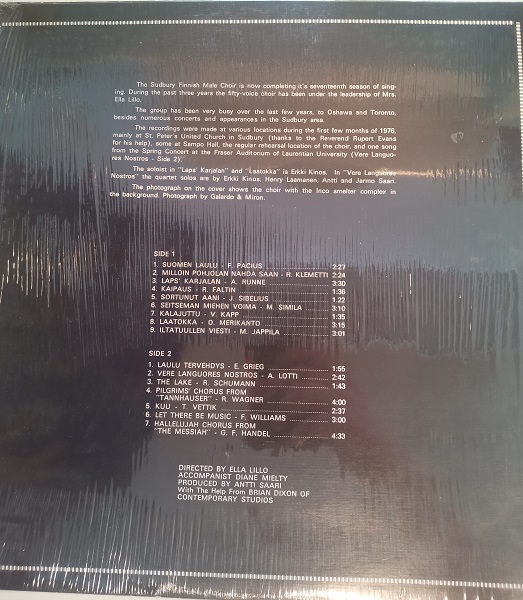 The Sudbury Finnish Male Choir is now completing it's seventeenth season of sing-
ing. During the past three years the fifty-voice choir has been under the leadership of Mrs.
Ella Lillo.
The group has been very busy over the last few years, to Oshawa and Toronto,
besides numerous concerts and appearances in the Sudbury area.
The recordings were made at various locations during the first few months of 1976,
mainly at St. Peter's United Church in Sudbury (thanks to the Reverend Rupert Evans
for his help), some at Sampo Hall, the regular rehearsal location of the choir, and one song
from the Spring Concert at the Fraser Auditorium of Laurentian University (Vere Languo-
res Nostros - Side 2).
The soloist in "Laps' Karjalan" and "Laatokka" is Erkki Kinos. In "Vere Languores
Nostros" the quartet solos are by Erkki Kinos, Henry Laamanen, Antti and Jarmo Saari.
The photograph on the cover shows the choir with the Inco smelter complex in
the background. Photograph by Galardo & Miron.
SIDE 1
1. SUOMEN LAULU - F. PACIUS 2:27
2. MILLOIN POHJOLAN NAHDA SAAN - H. KLEMETTI 2:24
3. LAPS' KARJALAN - A. RUNNE 3:30
4. KAIPAUS - R. FALTIN 1:36
5. SORTUNUT AANI - J. SIBELIUS 1.22
6. SEITSEMAN MIEHEN VOIMA - M. SIMILA 3:10
7. KALAJUTTU - V. KAPP 1:35
8. LAATOKKA - O. MERIKANTO 3:15
9. ILTATUULLEN VIESTI - M. JAPPILA 3:01
SIDE 2
1. LAULU TERVEHDYS - E. GRIEG 1:55
2. VERE LANGUORES NOSTROS - A. LOTTI 2:42
3. THE LAKE - R. SCHUMANN 1:43
4. PILGRIMS' CHORUS FROM
"TANNHAUSER" - R. WAGNER 4:00
5. KUU - T. VETTIK 2:37
6. LET THERE BE MUSIC - F. WILLIAMS 3:00
7. HALLELUJAH CHORUS FROM
"THE MESSIAH" - G. F. HANDEL 4:33
DIRECTED BY ELLA LILLO
ACCOMPANIST DIANE MIELTY
PRODUCED BY ANTTI SAARI
With The Help From BRIAN DIXON OF
CONTEMPORARY STUDIOS